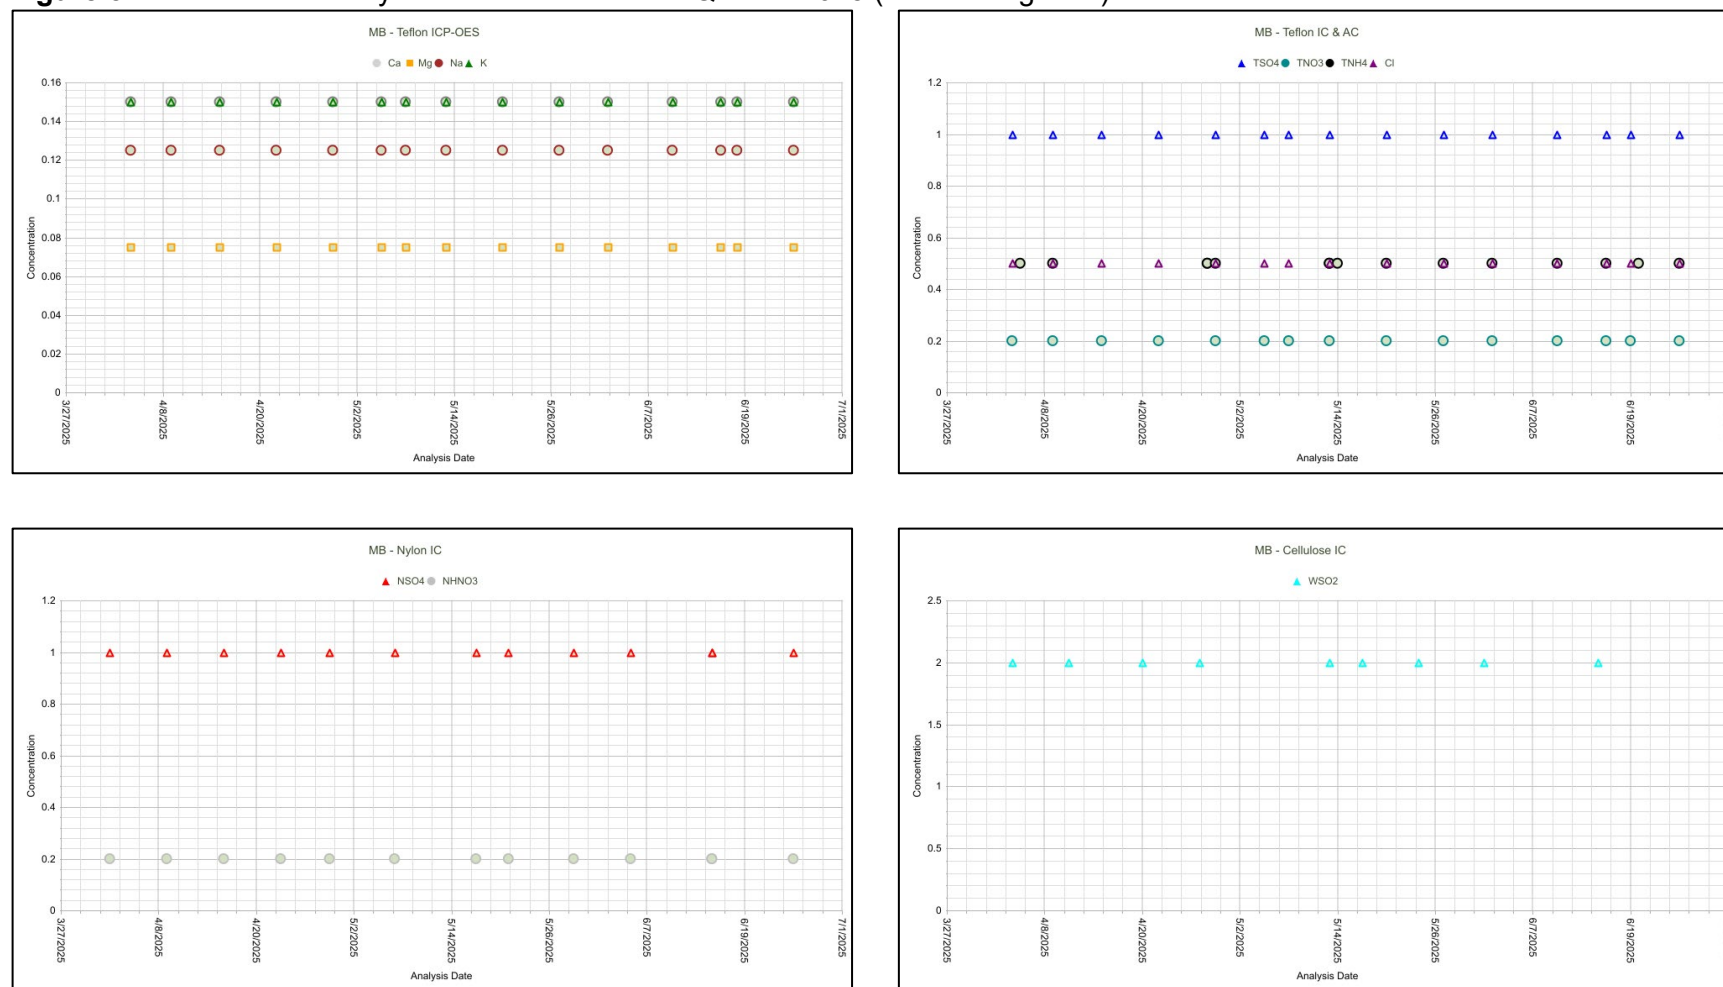 MB - Teflon ICP-OES
Ca Mg Na K
0.16
0.14
0.12
0.1
0.08
0.06
0.04
0.02
0
Concentration
3/27/2025 4/8/2025 4/20/2025 5/2/2025 5/14/2025 5/26/2025 6/7/2025 6/19/2025 7/1/2025
Analysis Date
MB - Teflon IC & AC
TSO4 TNO3 TNH4 Cl
1.2
1
0.8
0.6
0.4
0.2
0
Concentration
3/27/2025 4/8/2025 4/20/2025 5/2/2025 5/14/2025 5/26/2025 6/7/2025 6/19/2025
Analysis Date
MB - Nylon IC
NSO4 NHNO3
1.2
1
0.8
0.6
0.4
0.2
0
Concentration
3/27/2025 4/8/2025 4/20/2025 5/2/2025 5/14/2025 5/26/2025 6/7/2025 6/19/2025 7/1/2025
Analysis Date
MB - Cellulose IC
WSO2
2.5
2
1.5
1
0.5
0
Concentration
3/27/2025 4/8/2025 4/20/2025 5/2/2025 5/14/2025 5/26/2025 6/7/2025 6/19/2025
Analysis Date